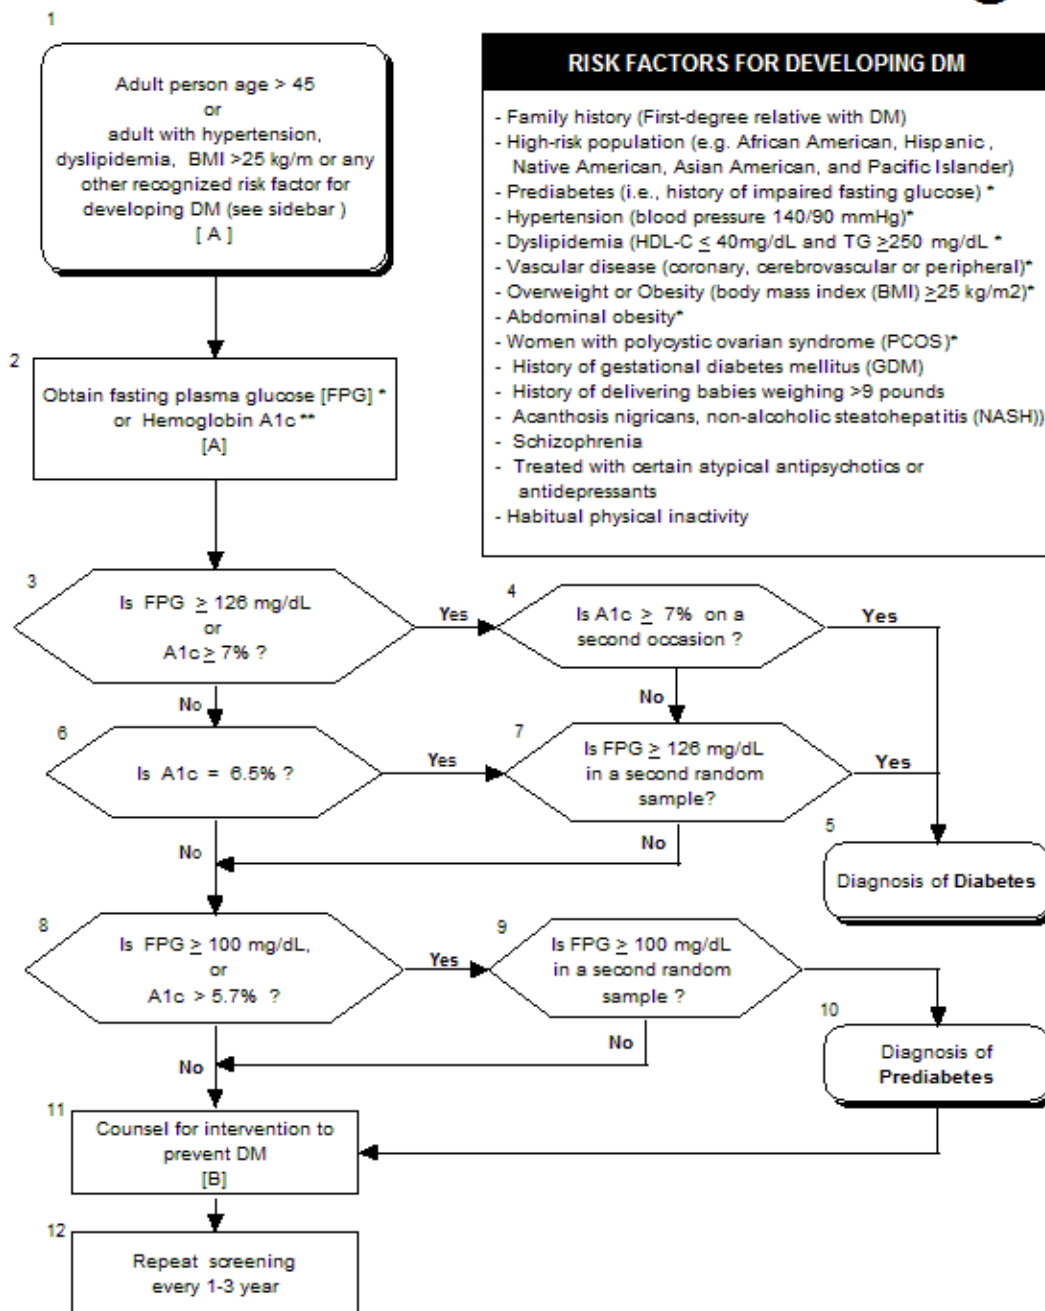 1
Adult person age > 45
or
adult with hypertension,
dyslipidemia, BMI >25 kg/m or any
other recognized risk factor for
developing DM (see sidebar )
[ A ]
RISK FACTORS FOR DEVELOPING DM
- Family history (First-degree relative with DM)
- High-risk population (e.g. African American, Hispanic ,
Native American, Asian American, and Pacific Islander)
- Prediabetes (i.e., history of impaired fasting glucose) *
- Hypertension (blood pressure 140/90 mmHg)*
- Dyslipidemia (HDL-C ≤ 40mg/dL and TG ≥250 mg/dL *
- Vascular disease (coronary, cerebrovascular or peripheral)*
- Overweight or Obesity (body mass index (BMI) ≥25 kg/m2)*
- Abdominal obesity*
- Women with polycystic ovarian syndrome (PCOS)*
- History of gestational diabetes mellitus (GDM)
- History of delivering babies weighing >9 pounds
- Acanthosis nigricans, non-alcoholic steatohepatitis (NASH))
- Schizophrenia
- Treated with certain atypical antipsychotics or
antidepressants
- Habitual physical inactivity
2
Obtain fasting plasma glucose [FPG] *
or Hemoglobin A1c **
[A]
3
Is FPG ≥ 126 mg/dL
or
A1c ≥ 7% ?
Yes
No
4
Is A1c ≥ 7% on a
second occasion ?
Yes
No
6
Is A1c = 6.5% ?
Yes
No
7
Is FPG ≥ 126 mg/dL
in a second random
sample?
Yes
No
5
Diagnosis of Diabetes
8
Is FPG ≥ 100 mg/dL,
or
A1c > 5.7% ?
Yes
No
9
Is FPG ≥ 100 mg/dL
in a second random
sample ?
No
10
Diagnosis of
Prediabetes
11
Counsel for intervention to
prevent DM
[B]
12
Repeat screening
every 1-3 year